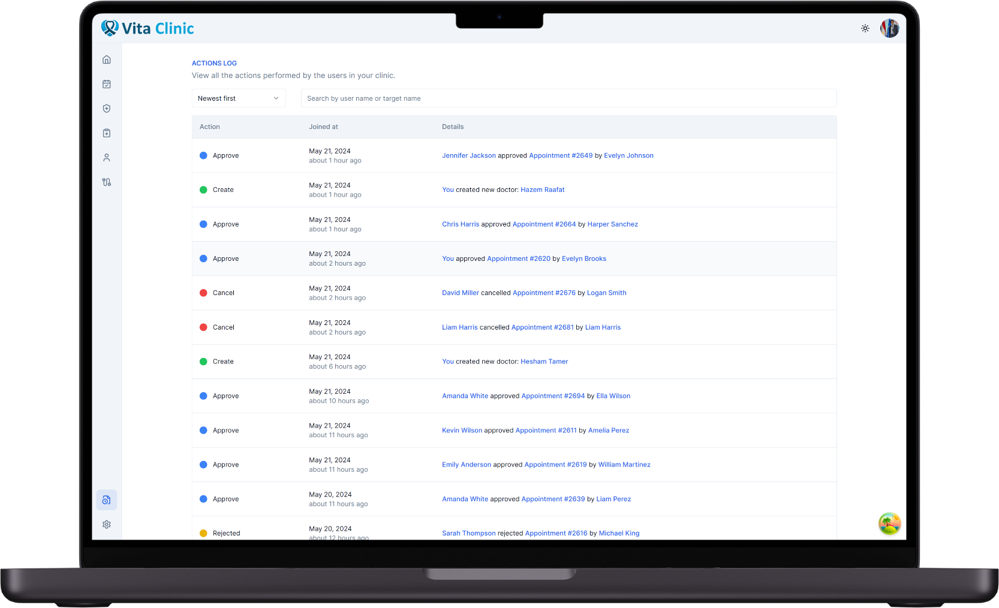 Vita Clinic
ACTIONS LOG
View all the actions performed by the users in your clinic.
Newest first
Search by user name or target name
Action Joined at Details
Approve May 21, 2024 Jennifer Jackson approved Appointment #2649 by Evelyn Johnson
about 1 hour ago
Create May 21, 2024 You created new doctor: Hazem Raafat
about 1 hour ago
Approve May 21, 2024 Chris Harris approved Appointment #2664 by Harper Sanchez
about 1 hour ago
Approve May 21, 2024 You approved Appointment #2620 by Evelyn Brooks
about 2 hours ago
Cancel May 21, 2024 David Miller cancelled Appointment #2676 by Logan Smith
about 2 hours ago
Cancel May 21, 2024 Liam Harris cancelled Appointment #2681 by Liam Harris
about 2 hours ago
Create May 21, 2024 You created new doctor: Hesham Tamer
about 6 hours ago
Approve May 21, 2024 Amanda White approved Appointment #2694 by Ella Wilson
about 10 hours ago
Approve May 21, 2024 Kevin Wilson approved Appointment #2611 by Amelia Perez
about 11 hours ago
Approve May 21, 2024 Emily Anderson approved Appointment #2619 by William Martinez
about 11 hours ago
Approve May 20, 2024 Amanda White approved Appointment #2639 by Liam Perez
about 11 hours ago
Rejected May 20, 2024 Sarah Thompson rejected Appointment #2616 by Michael King
about 12 hours ago